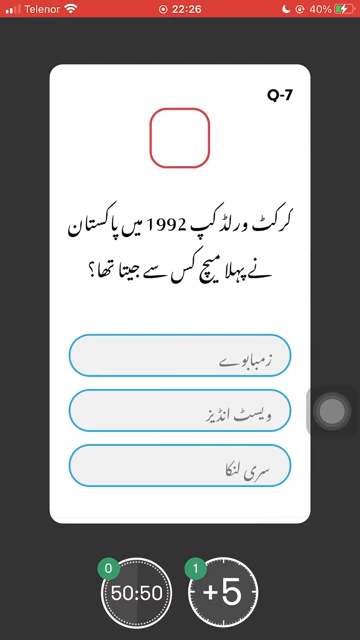 Telenor 22:26 40%
Q-7
کرکٹ ورلڈ کپ 1992 میں پاکستان
نے پہلا میچ کس سے جیتا تھا؟
زمبابوے
ویسٹ انڈیز
سری لنکا
0 1
50:50 +5